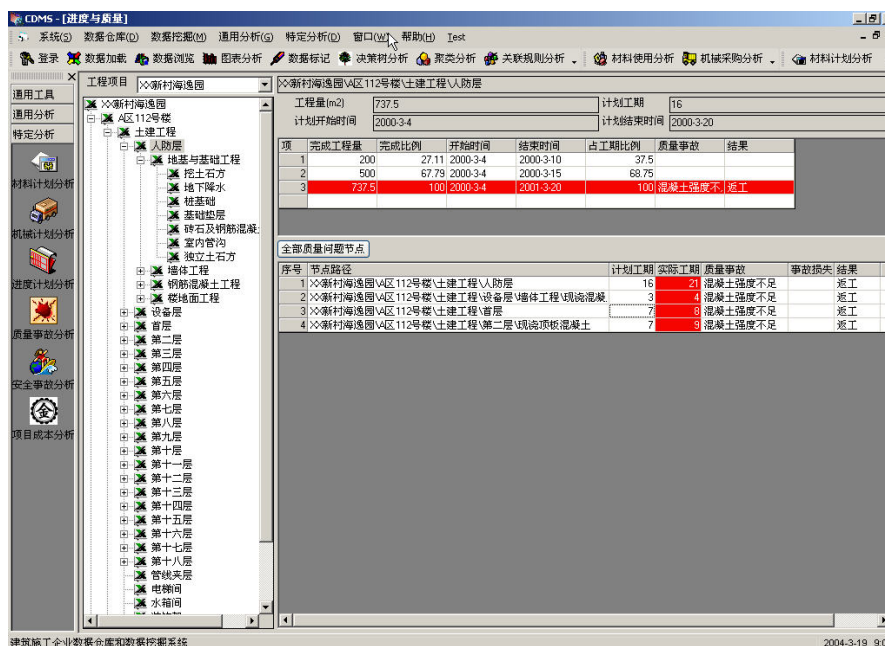 CDMS - [进度与质量]
系统(S) 数据仓库(D) 数据挖掘(M) 通用分析(G) 特定分析(D) 窗口(W) 帮助(H) Test
登录 数据加载 数据浏览 图表分析 数据标记 决策树分析 聚类分析 关联规则分析 材料使用分析 机械采购分析 材料计划分析
通用工具
通用分析
特定分析
材料计划分析
机械计划分析
进度计划分析
质量事故分析
安全事故分析
金
项目成本分析
工程项目 ××新村海逸园
××新村海逸园
A区112号楼
土建工程
人防层
地基与基础工程
挖土石方
地下降水
桩基础
基础垫层
砖石及钢筋混凝
室内管沟
独立土石方
墙体工程
钢筋混凝土工程
楼地面工程
设备层
首层
第二层
第三层
第四层
第五层
第六层
第七层
第八层
第九层
第十层
第十一层
第十二层
第十三层
第十四层
第十五层
第十六层
第十七层
第十八层
管线夹层
电梯间
水箱间
××新村海逸园\A区112号楼\土建工程\人防层
工程量(m2) 737.5 计划工期 16
计划开始时间 2000-3-4 计划结束时间 2000-3-20
项 完成工程量 完成比例 开始时间 结束时间 占工期比例 质量事故 结果
1 200 27.11 2000-3-4 2000-3-10 37.5
2 500 67.79 2000-3-4 2000-3-15 68.75
3 737.5 100 2000-3-4 2001-3-20 100 混凝土强度不. 返工
全部质量问题节点
序号 节点路径 计划工期 实际工期 质量事故 事故损失 结果
1 ××新村海逸园\A区112号楼\土建工程\人防层 16 21 混凝土强度不足 返工
2 ××新村海逸园\A区112号楼\土建工程\设备层\墙体工程\现浇混凝 3 4 混凝土强度不足 返工
3 ××新村海逸园\A区112号楼\土建工程\首层 7 8 混凝土强度不足 返工
4 ××新村海逸园\A区112号楼\土建工程\第二层\现浇顶板混凝土 7 9 混凝土强度不足 返工
建筑施工企业数据仓库和数据挖掘系统 2004-3-19 9:0